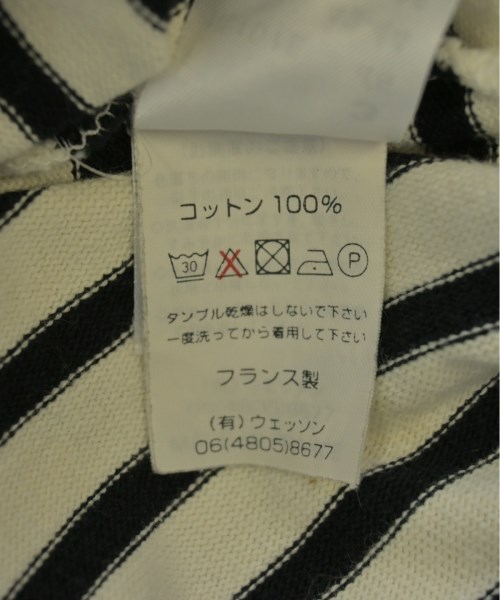 コットン 100%
30 P
タンブル乾燥はしないで下さい
一度洗ってから着用して下さい
フランス製
(有) ウェッソン
06(4805)8677